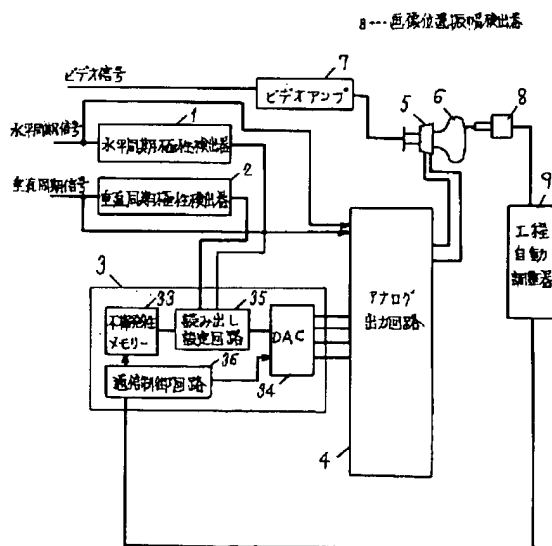 8…画像位置振幅検出器
7
ビデオ信号
ビデオアンプ
5
6
8
1
水平同期信号
水平同期極性検出器
2
垂直同期信号
垂直同期極性検出器
9
工程
自動
調整器
3
33
不揮発性
メモリー
35
読み出し
設定回路
DAC
34
36
通信制御回路
アナログ
出力回路
4